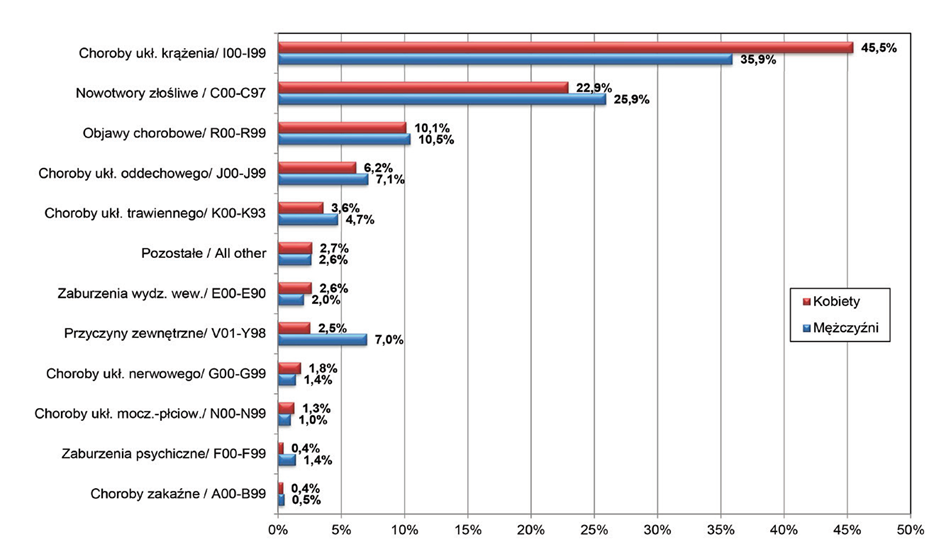 Choroby ukł. krążenia/ I00-I99
45,5%
35,9%
Nowotwory złośliwe / C00-C97
22,9%
25,9%
Objawy chorobowe/ R00-R99
10,1%
10,5%
Choroby ukł. oddechowego/ J00-J99
6,2%
7,1%
Choroby ukł. trawiennego/ K00-K93
3,6%
4,7%
Pozostałe / All other
2,7%
2,6%
Zaburzenia wydz. wew./ E00-E90
2,6%
2,0%
Przyczyny zewnętrzne/ V01-Y98
2,5%
7,0%
Choroby ukł. nerwowego/ G00-G99
1,8%
1,4%
Choroby ukł. mocz.-płciow./ N00-N99
1,3%
1,0%
Zaburzenia psychiczne/ F00-F99
0,4%
1,4%
Choroby zakaźne / A00-B99
0,4%
0,5%
Kobiety
Mężczyźni
0% 5% 10% 15% 20% 25% 30% 35% 40% 45% 50%